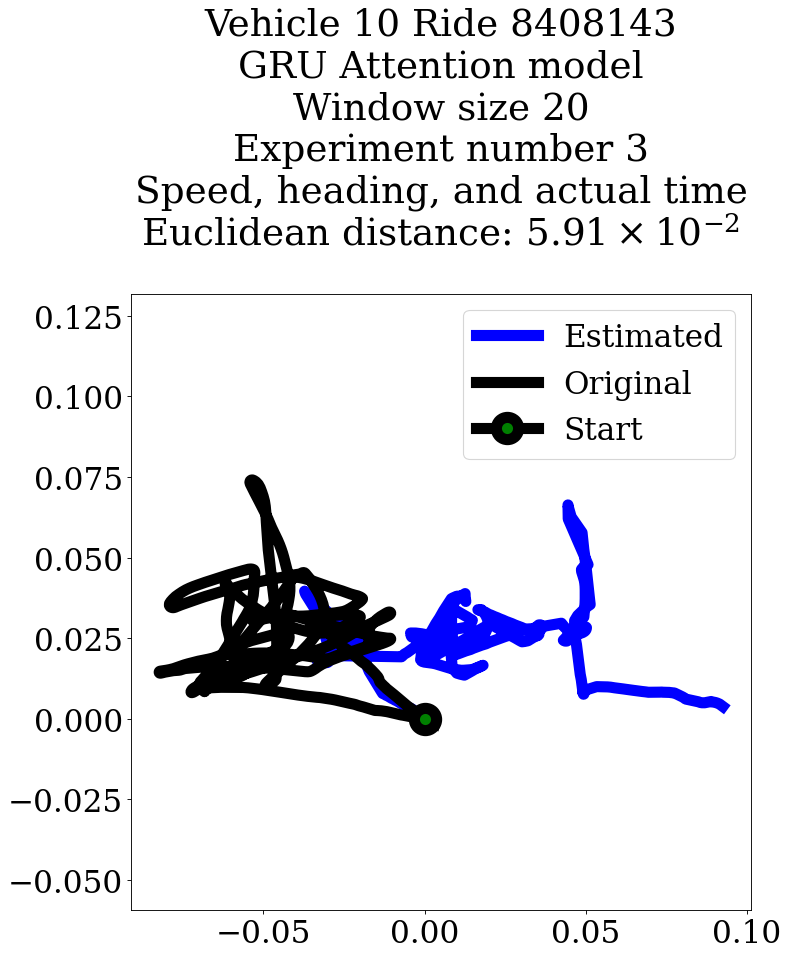 Vehicle 10 Ride 8408143
GRU Attention model
Window size 20
Experiment number 3
Speed, heading, and actual time
Euclidean distance: 5.91 × 10⁻²
Estimated
Original
Start
0.125
0.100
0.075
0.050
0.025
0.000
−0.025
−0.050
−0.05
0.00
0.05
0.10